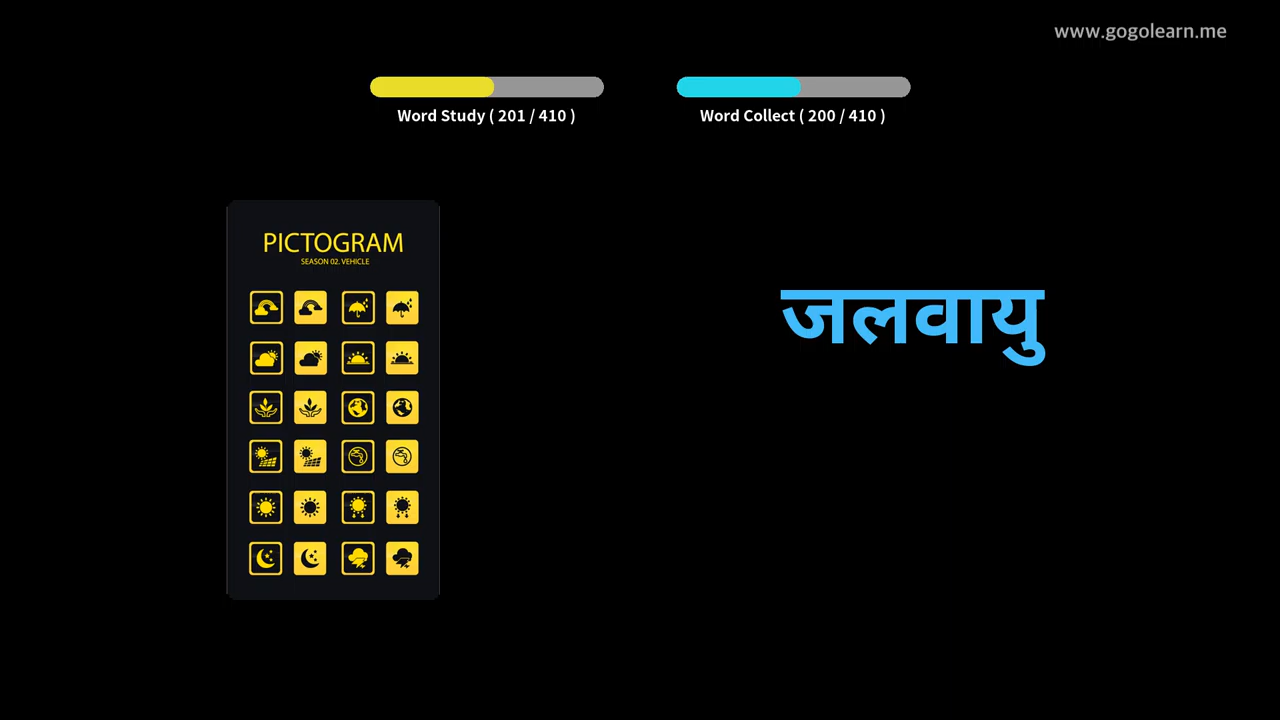 www.gogolearn.me
Word Study ( 201 / 410 )
Word Collect ( 200 / 410 )
PICTOGRAM
SEASON 02. VEHICLE
जलवायु